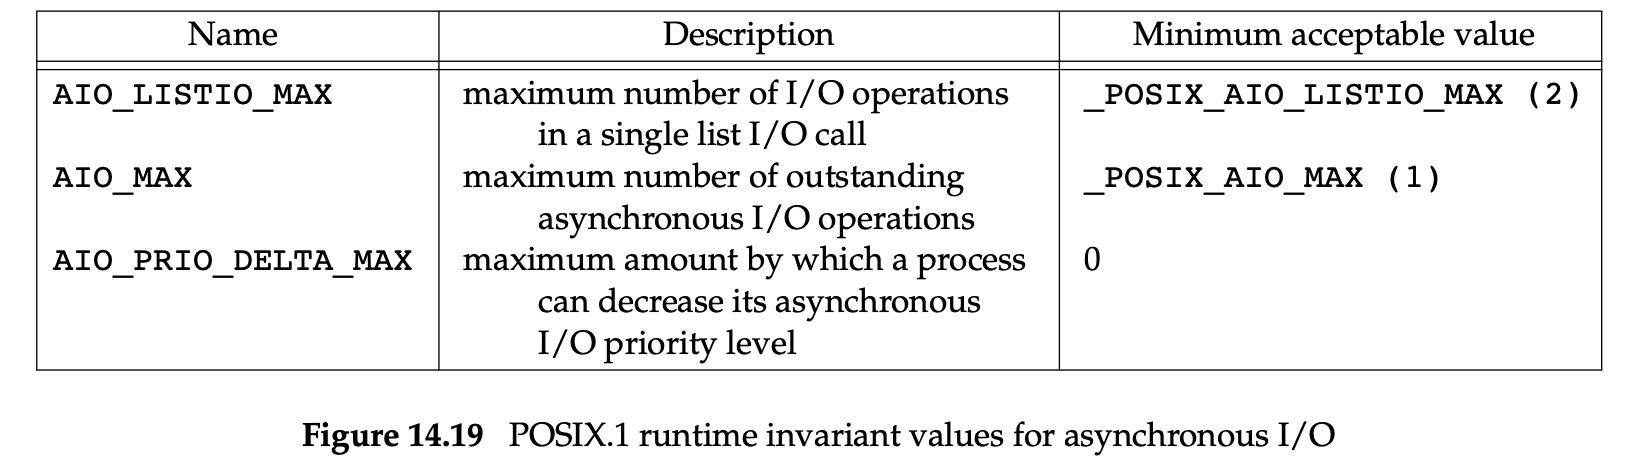 Name Description Minimum acceptable value
AIO_LISTIO_MAX maximum number of I/O operations _POSIX_AIO_LISTIO_MAX (2)
in a single list I/O call
AIO_MAX maximum number of outstanding _POSIX_AIO_MAX (1)
asynchronous I/O operations
AIO_PRIO_DELTA_MAX maximum amount by which a process 0
can decrease its asynchronous
I/O priority level
Figure 14.19 POSIX.1 runtime invariant values for asynchronous I/O